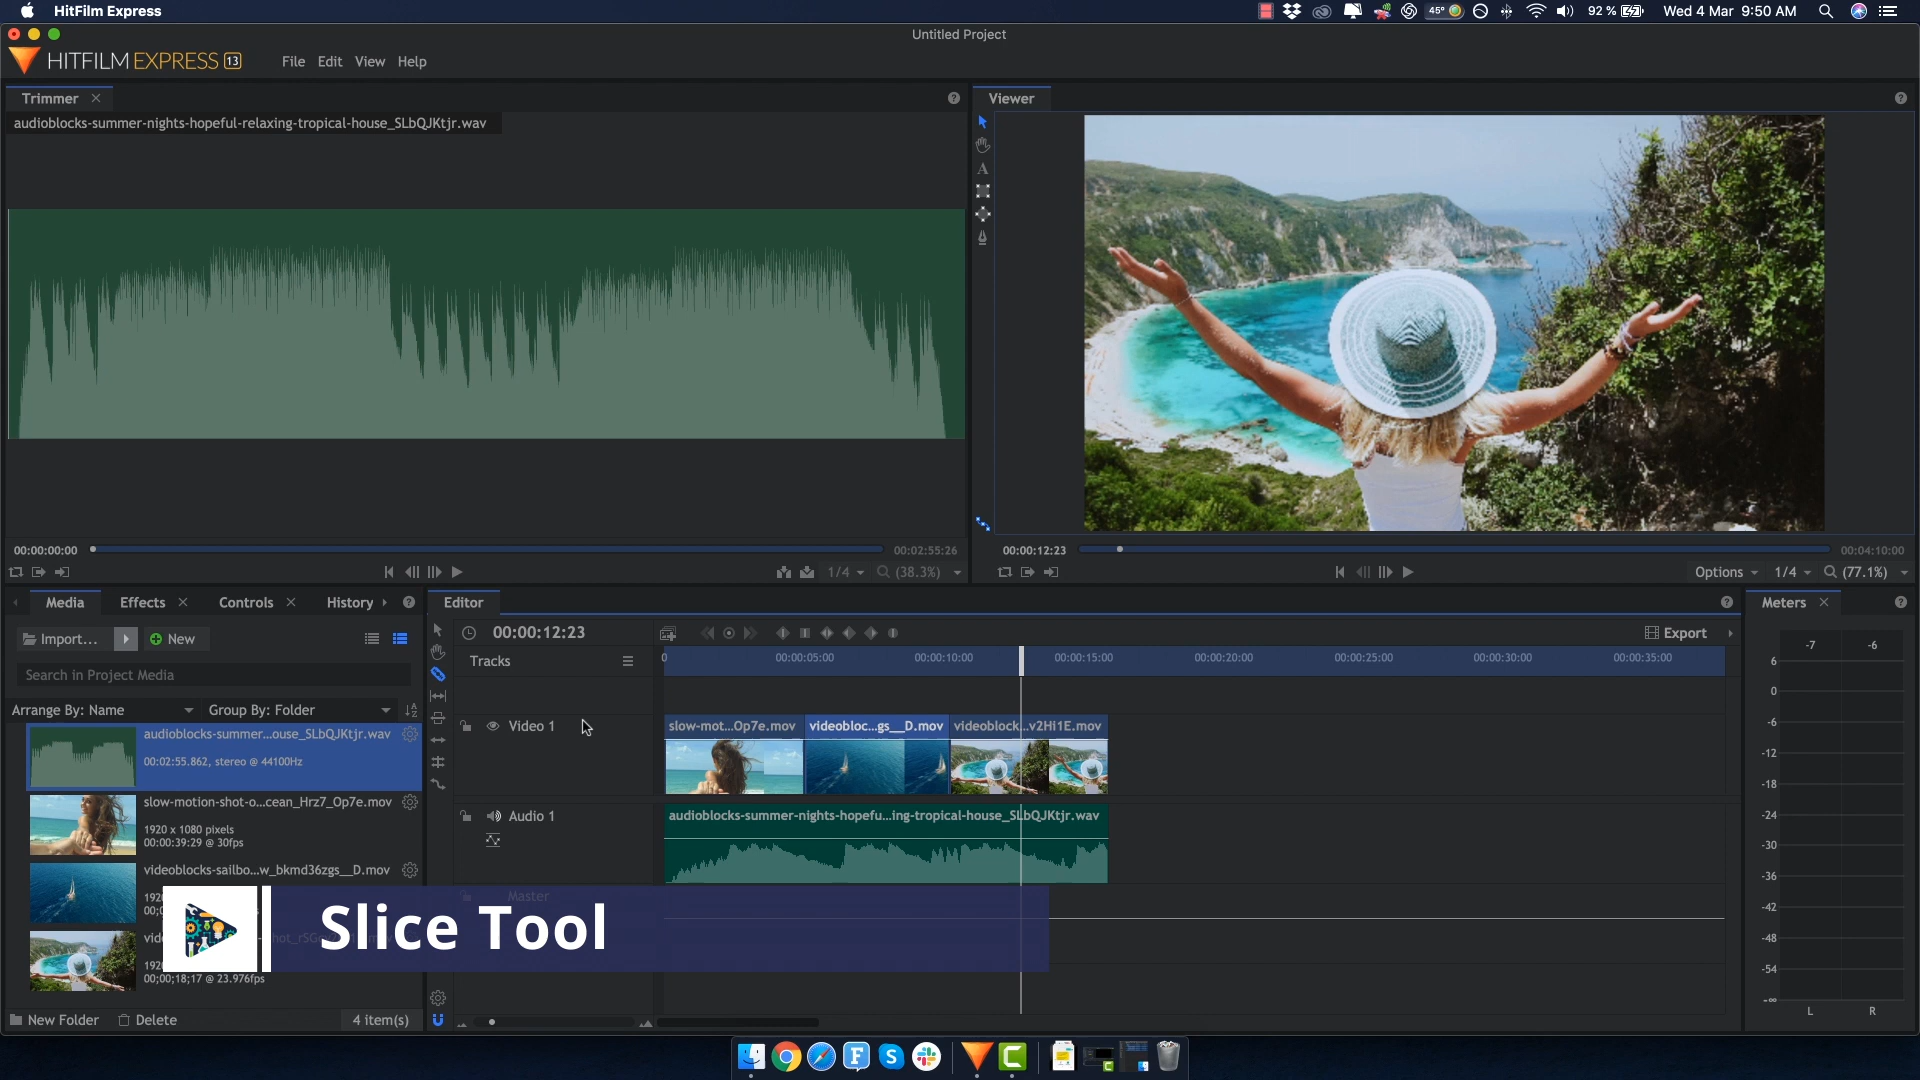 HitFilm Express
45°
92 %
Wed 4 Mar 9:50 AM
Untitled Project
HITFILM EXPRESS 13
File Edit View Help
Trimmer
Viewer
audioblocks-summer-nights-hopeful-relaxing-tropical-house_SLbQJKtjr.wav
A
00:00:00:00
00:02:55:26
00:00:12:23
00:04:10:00
1/4
(38.3%)
Options
1/4
(77.1%)
Media
Effects
Controls
History
Editor
Meters
Import...
New
00:00:12:23
Export
Search in Project Media
Tracks
0
00:00:05:00
00:00:10:00
00:00:15:00
00:00:20:00
00:00:25:00
00:00:30:00
00:00:35:00
Arrange By: Name
Group By: Folder
audioblocks-summer...ouse_SLbQJKtjr.wav
00:02:55.862, stereo @ 44100Hz
slow-motion-shot-o...cean_Hrz7_Op7e.mov
1920 x 1080 pixels
00:00:39:29 @ 30fps
videoblocks-sailbo...w_bkmd36zgs__D.mov
00;00;18;17 @ 23.976fps
Video 1
slow-mot...Op7e.mov
videobloc...gs__D.mov
videoblock...v2Hi1E.mov
Audio 1
audioblocks-summer-nights-hopefu...ing-tropical-house_SLbQJKtjr.wav
Master
Slice Tool
New Folder
Delete
4 item(s)
-7
-6
6
0
-6
-12
-18
-24
-30
-36
-42
-48
-54
-∞
L
R